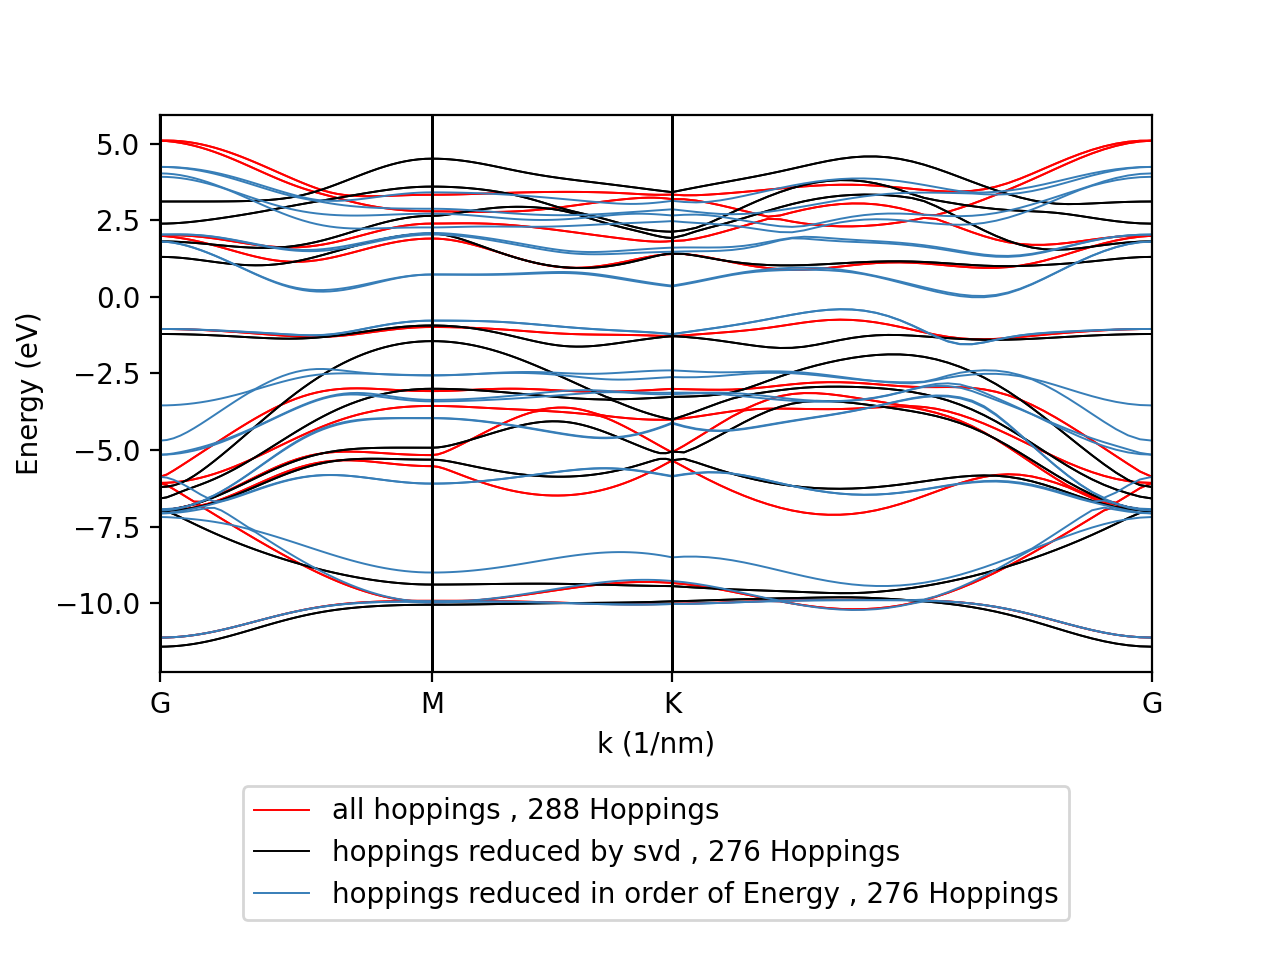 5.0
2.5
0.0
−2.5
−5.0
−7.5
−10.0
Energy (eV)
G M K G
k (1/nm)
all hoppings , 288 Hoppings
hoppings reduced by svd , 276 Hoppings
hoppings reduced in order of Energy , 276 Hoppings